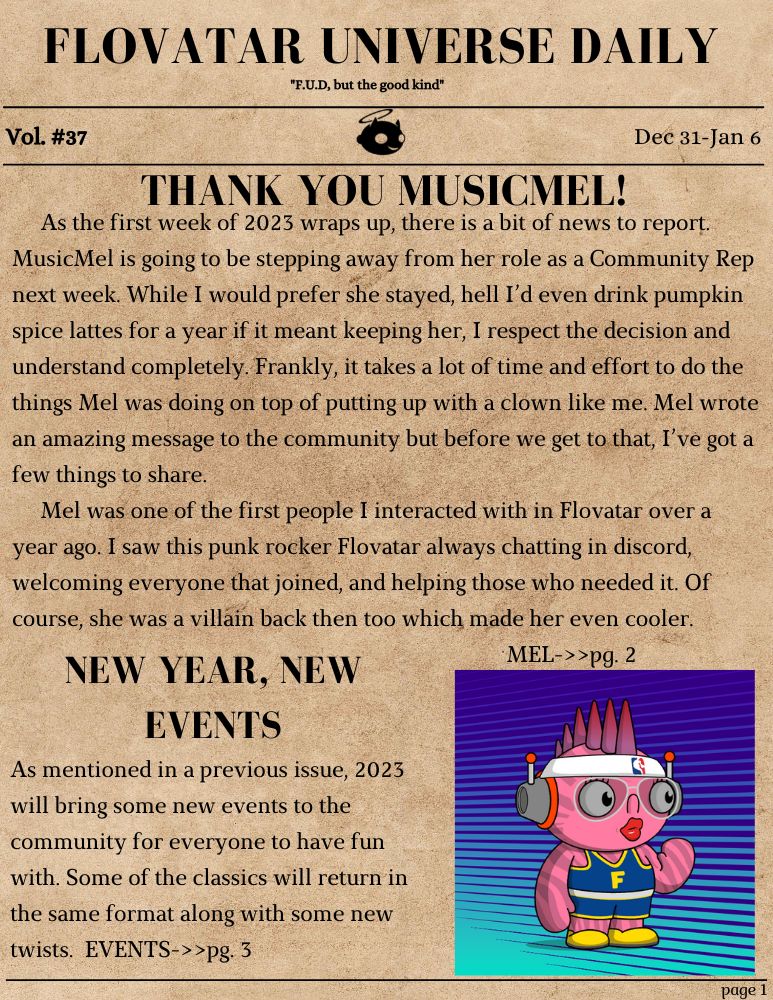 FLOVATAR UNIVERSE DAILY
"F.U.D, but the good kind"
Vol. #37
Dec 31-Jan 6
THANK YOU MUSICMEL!
As the first week of 2023 wraps up, there is a bit of news to report.
MusicMel is going to be stepping away from her role as a Community Rep
next week. While I would prefer she stayed, hell I’d even drink pumpkin
spice lattes for a year if it meant keeping her, I respect the decision and
understand completely. Frankly, it takes a lot of time and effort to do the
things Mel was doing on top of putting up with a clown like me. Mel wrote
an amazing message to the community but before we get to that, I’ve got a
few things to share.
Mel was one of the first people I interacted with in Flovatar over a
year ago. I saw this punk rocker Flovatar always chatting in discord,
welcoming everyone that joined, and helping those who needed it. Of
course, she was a villain back then too which made her even cooler.
MEL->>pg. 2
NEW YEAR, NEW
EVENTS
As mentioned in a previous issue, 2023
will bring some new events to the
community for everyone to have fun
with. Some of the classics will return in
the same format along with some new
twists. EVENTS->>pg. 3
F
page 1